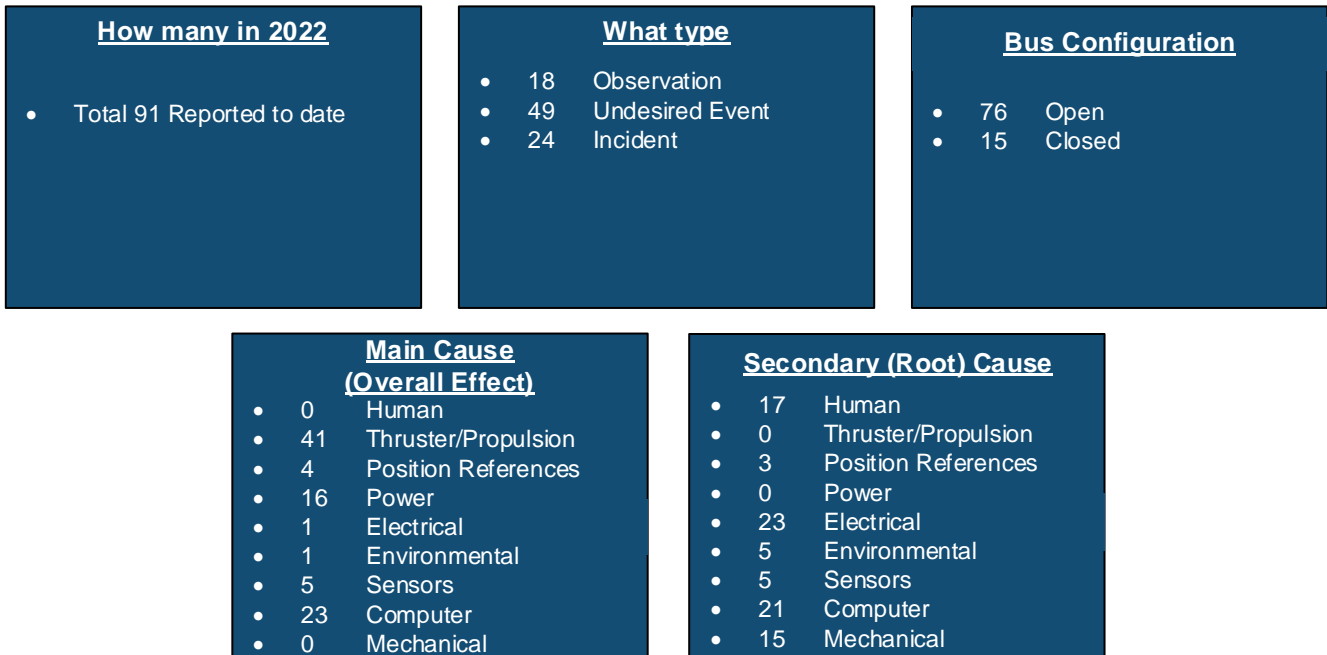 How many in 2022
• Total 91 Reported to date
What type
• 18 Observation
• 49 Undesired Event
• 24 Incident
Bus Configuration
• 76 Open
• 15 Closed
Main Cause
(Overall Effect)
• 0 Human
• 41 Thruster/Propulsion
• 4 Position References
• 16 Power
• 1 Electrical
• 1 Environmental
• 5 Sensors
• 23 Computer
• 0 Mechanical
Secondary (Root) Cause
• 17 Human
• 0 Thruster/Propulsion
• 3 Position References
• 0 Power
• 23 Electrical
• 5 Environmental
• 5 Sensors
• 21 Computer
• 15 Mechanical